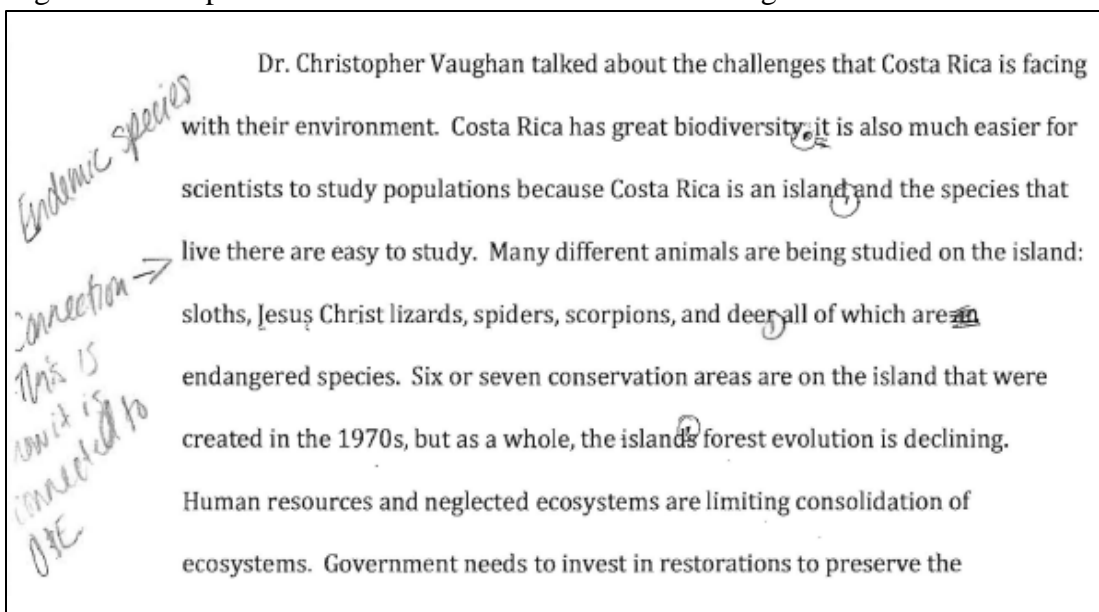 Endemic species
Connection →
This is
how it is
connected to
Dr. Christopher Vaughan talked about the challenges that Costa Rica is facing
with their environment. Costa Rica has great biodiversity. it is also much easier for
scientists to study populations because Costa Rica is an island, and the species that
live there are easy to study. Many different animals are being studied on the island:
sloths, Jesus Christ lizards, spiders, scorpions, and deer, all of which are
endangered species. Six or seven conservation areas are on the island that were
created in the 1970s, but as a whole, the island's forest evolution is declining.
Human resources and neglected ecosystems are limiting consolidation of
ecosystems. Government needs to invest in restorations to preserve the